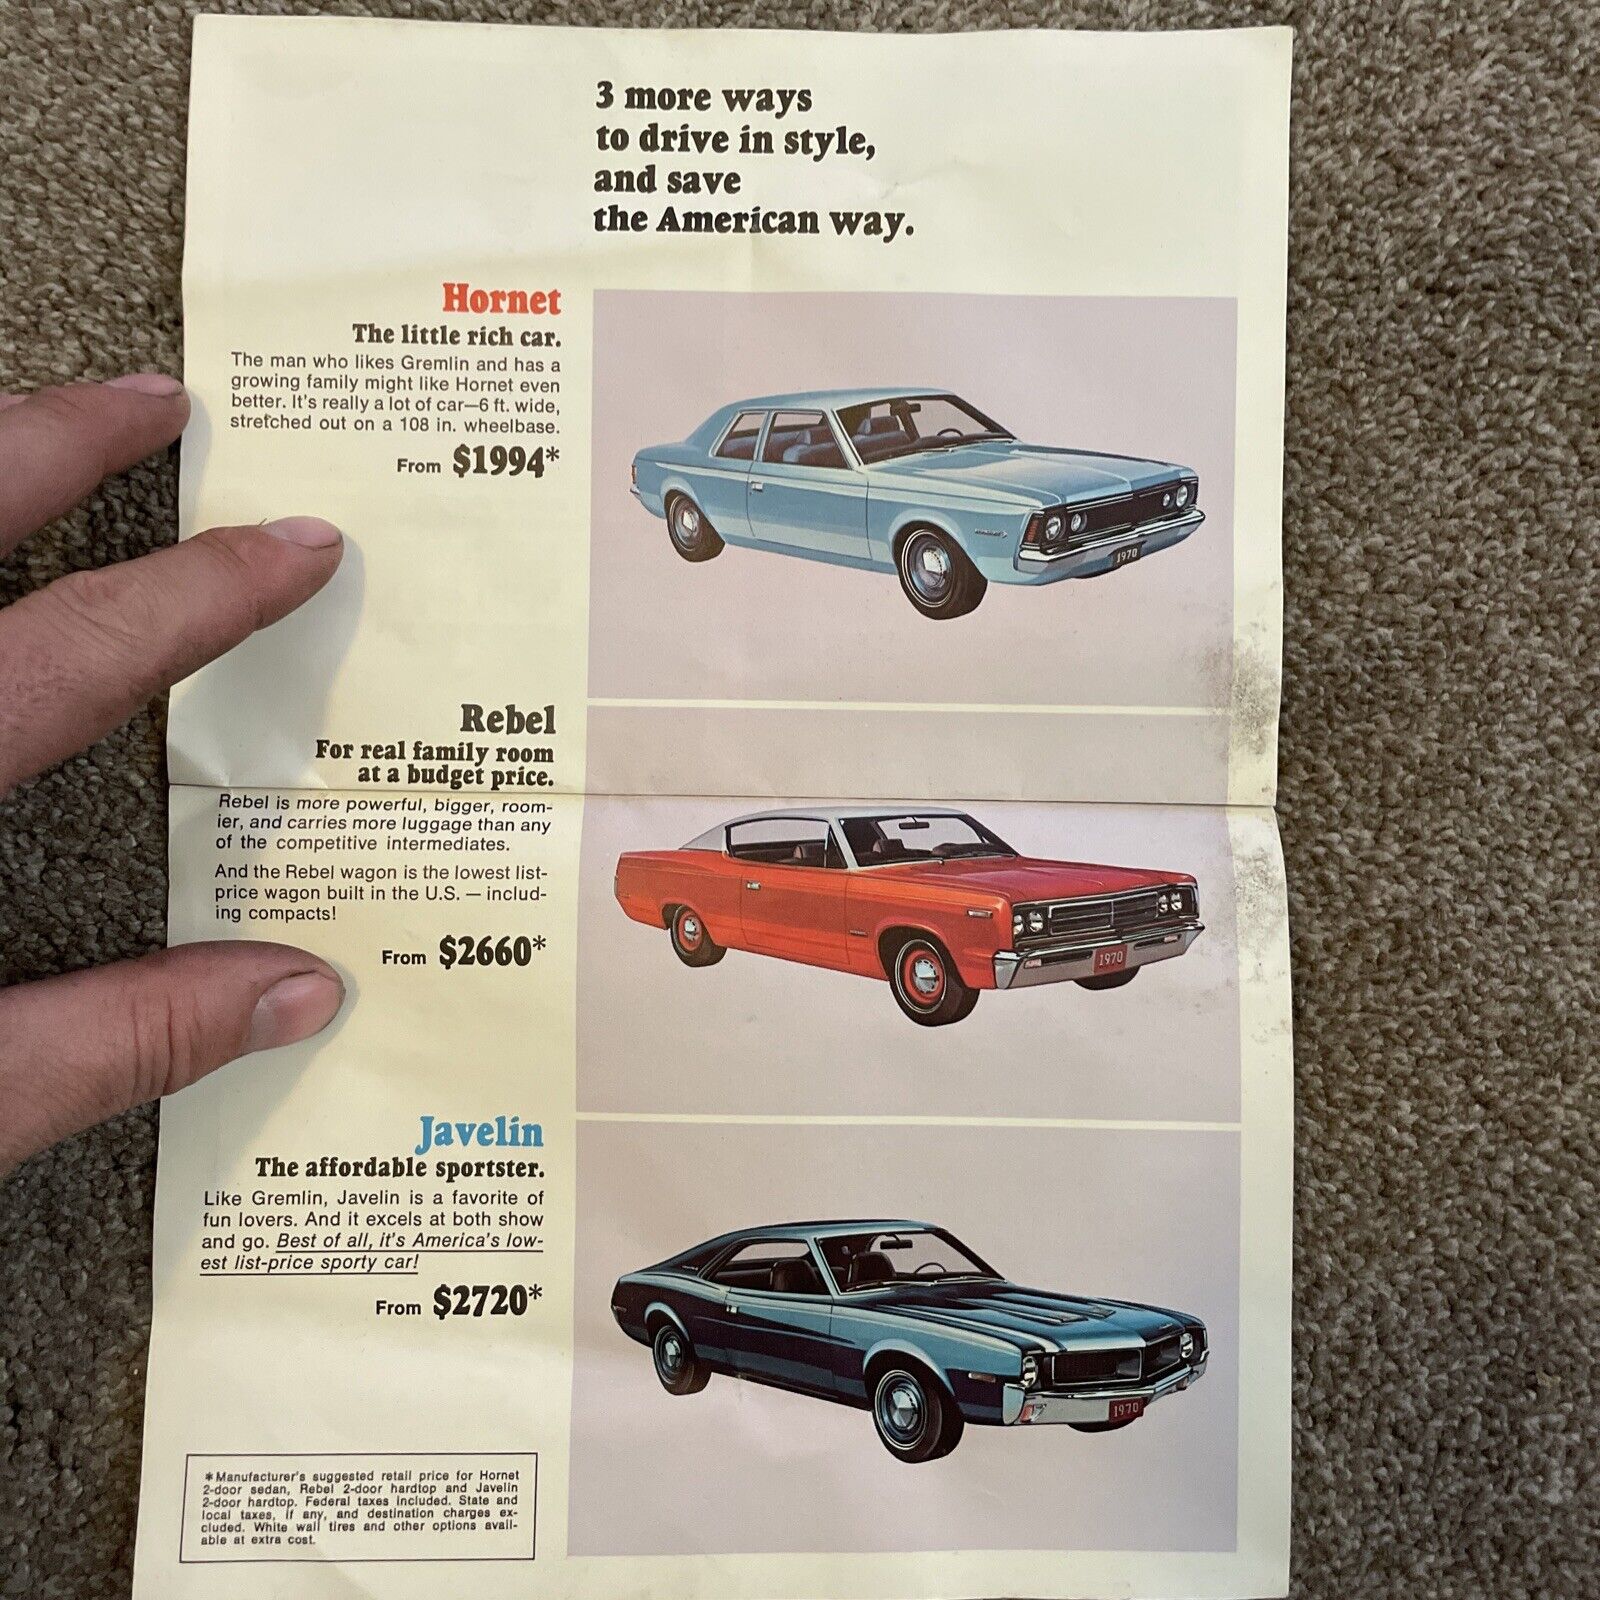 3 more ways
to drive in style,
and save
the American way.
Hornet
The little rich car.
The man who likes Gremlin and has a
growing family might like Hornet even
better. It's really a lot of car—6 ft. wide,
stretched out on a 108 in. wheelbase.
From $1994*
1970
Rebel
For real family room
at a budget price.
Rebel is more powerful, bigger, room-
ier, and carries more luggage than any
of the competitive intermediates.
And the Rebel wagon is the lowest list-
price wagon built in the U.S. — includ-
ing compacts!
From $2660*
1970
Javelin
The affordable sportster.
Like Gremlin, Javelin is a favorite of
fun lovers. And it excels at both show
and go. Best of all, it's America's low-
est list-price sporty car!
From $2720*
1970
*Manufacturer's suggested retail price for Hornet
2-door sedan, Rebel 2-door hardtop and Javelin
2-door hardtop. Federal taxes included. State and
local taxes, if any, and destination charges ex-
cluded. White wall tires and other options avail-
able at extra cost.